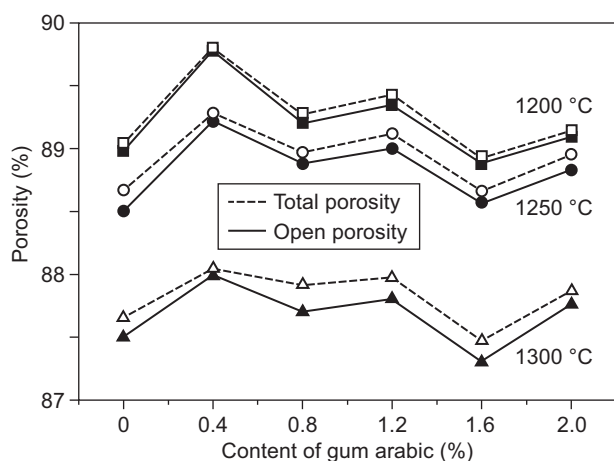 90
89
88
87
Porosity (%)
1200 °C
1250 °C
1300 °C
Total porosity
Open porosity
0 0.4 0.8 1.2 1.6 2.0
Content of gum arabic (%)